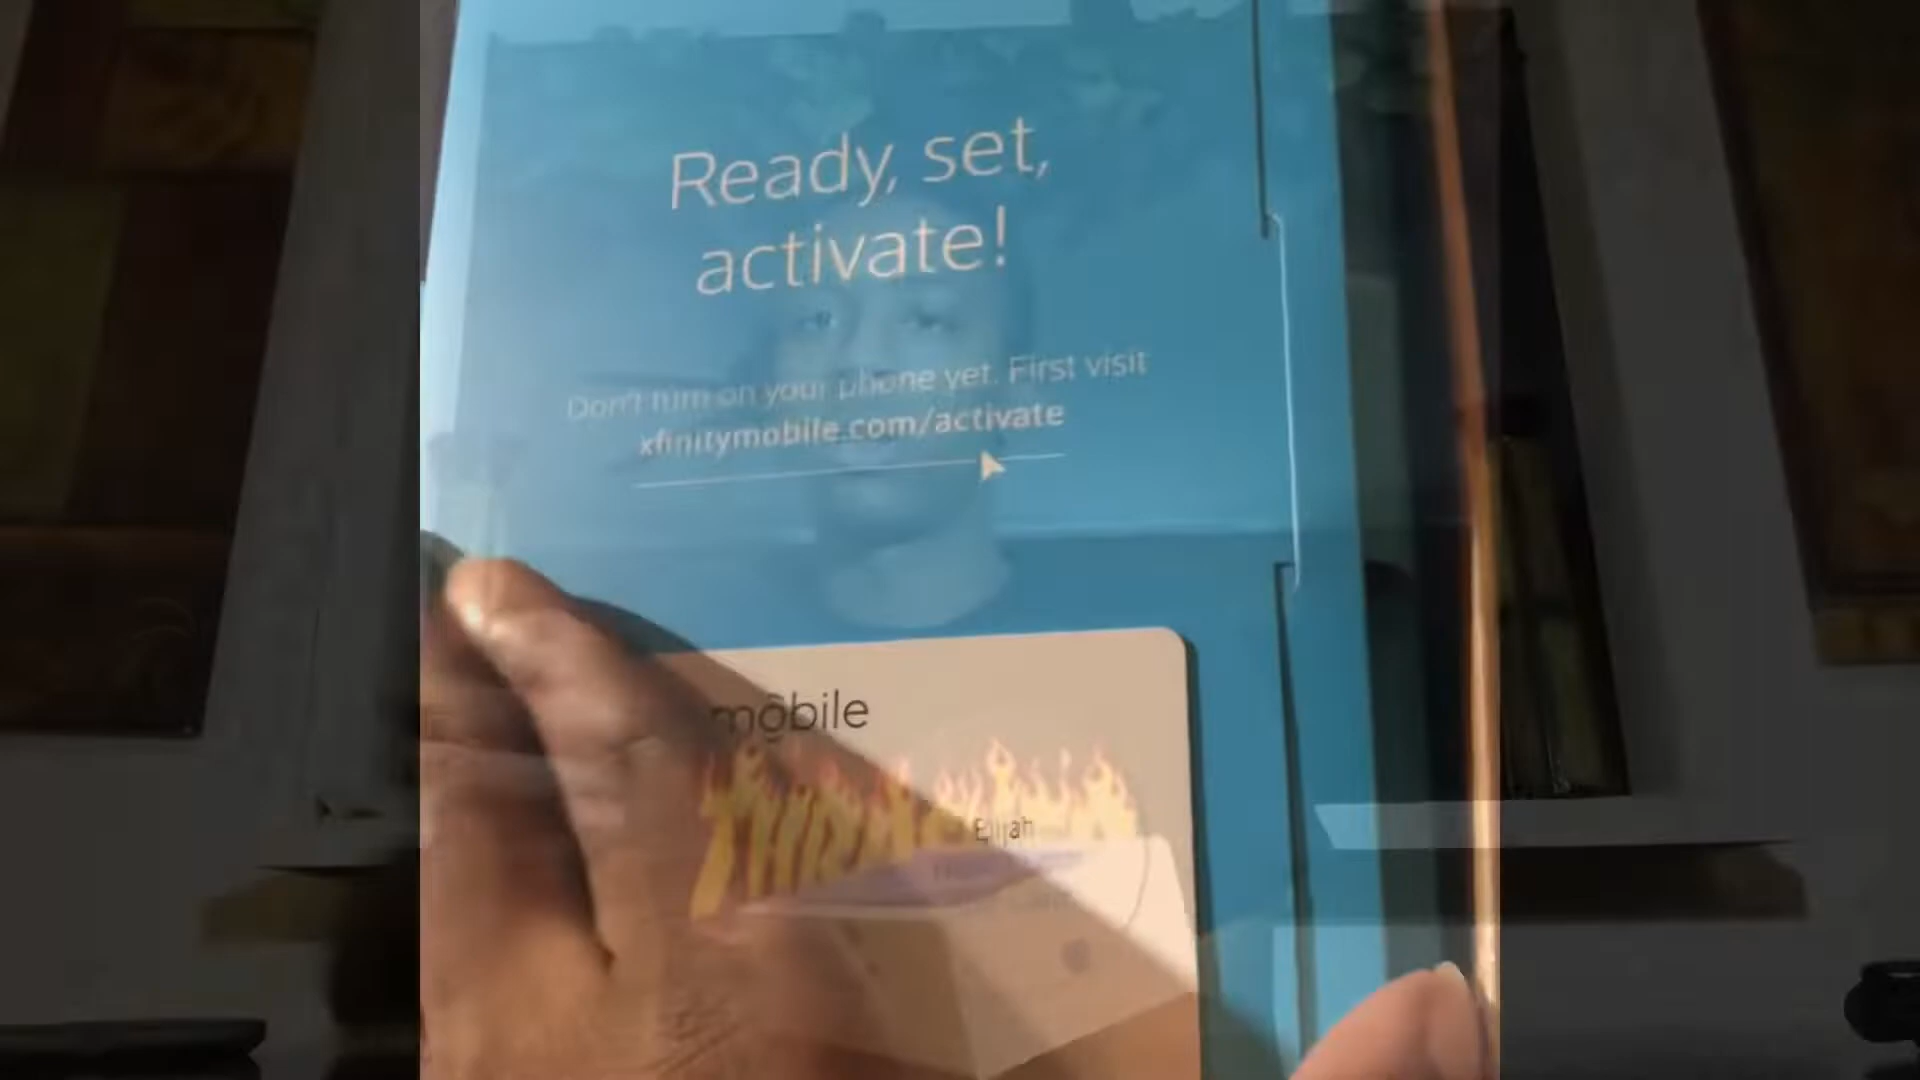 Ready, set,
activate!
Don't turn on your phone yet. First visit
xfinitymobile.com/activate
mobile
Elijah